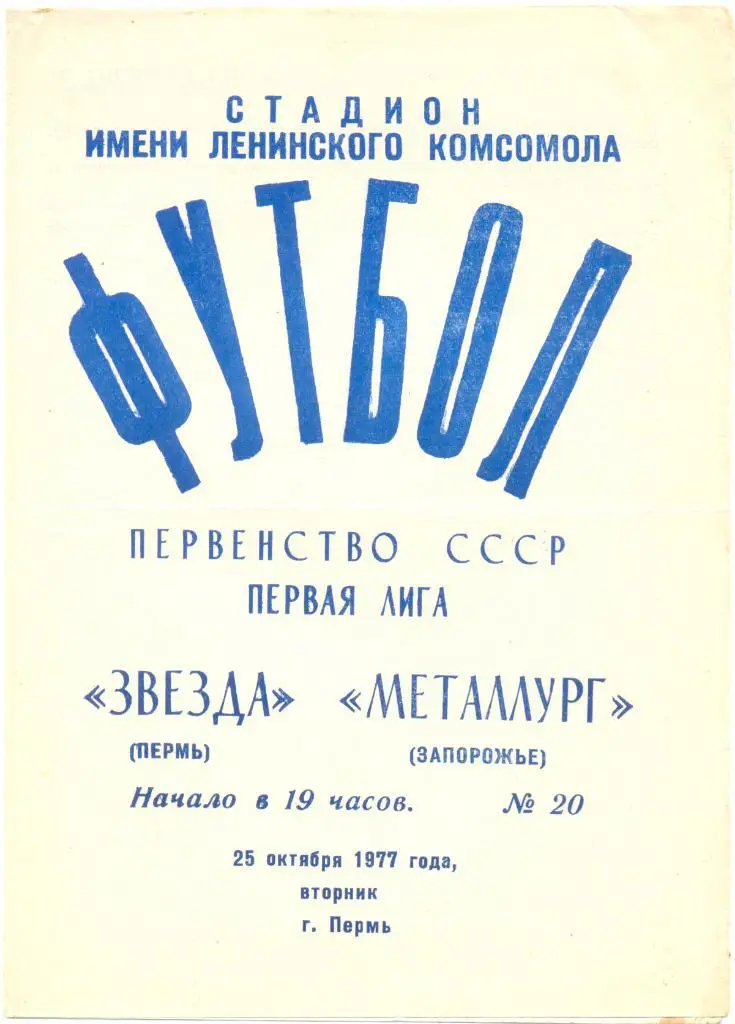 СТАДИОН
ИМЕНИ ЛЕНИНСКОГО КОМСОМОЛА
ФУТБОЛ
ПЕРВЕНСТВО СССР
ПЕРВАЯ ЛИГА
«ЗВЕЗДА» «МЕТАЛЛУРГ»
(ПЕРМЬ) (ЗАПОРОЖЬЕ)
Начало в 19 часов. № 20
25 октября 1977 года,
вторник
г. Пермь